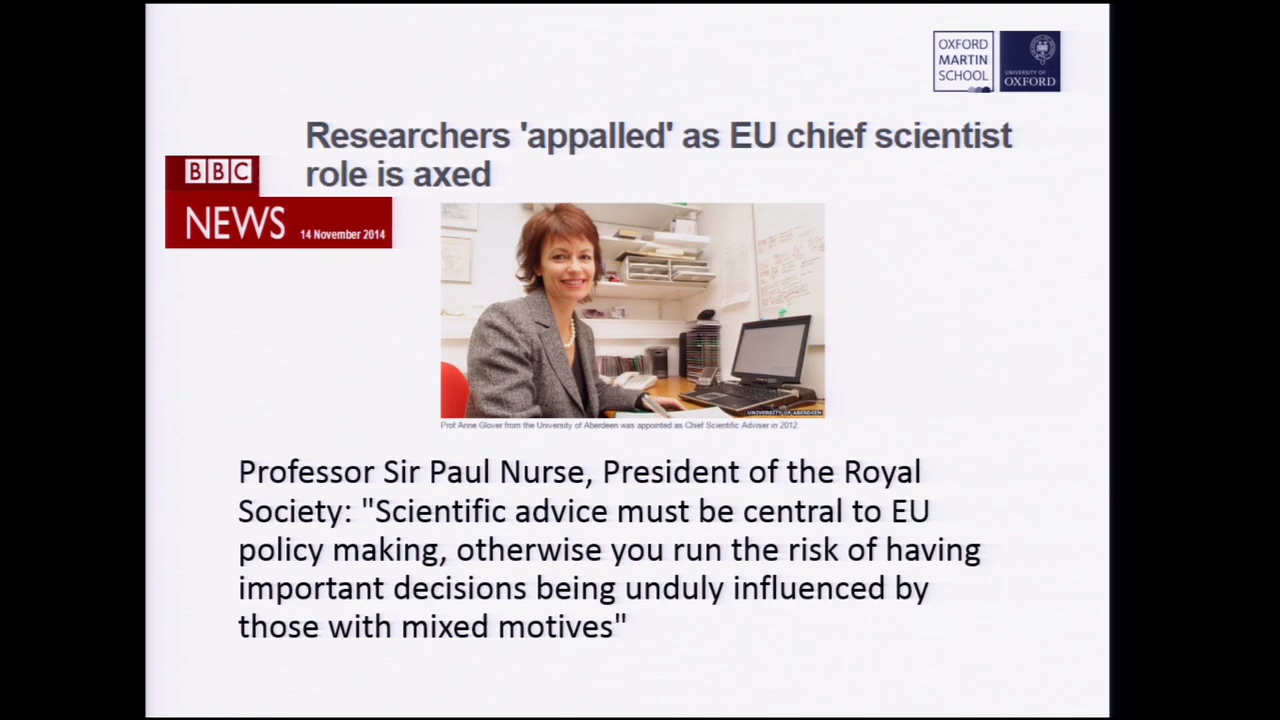 OXFORD
MARTIN
SCHOOL
UNIVERSITY OF
OXFORD
Researchers 'appalled' as EU chief scientist
role is axed
BBC
NEWS 14 November 2014
UNIVERSITY OF ABERDEEN
Prof Anne Glover from the University of Aberdeen was appointed as Chief Scientific Adviser in 2012
Professor Sir Paul Nurse, President of the Royal
Society: "Scientific advice must be central to EU
policy making, otherwise you run the risk of having
important decisions being unduly influenced by
those with mixed motives"